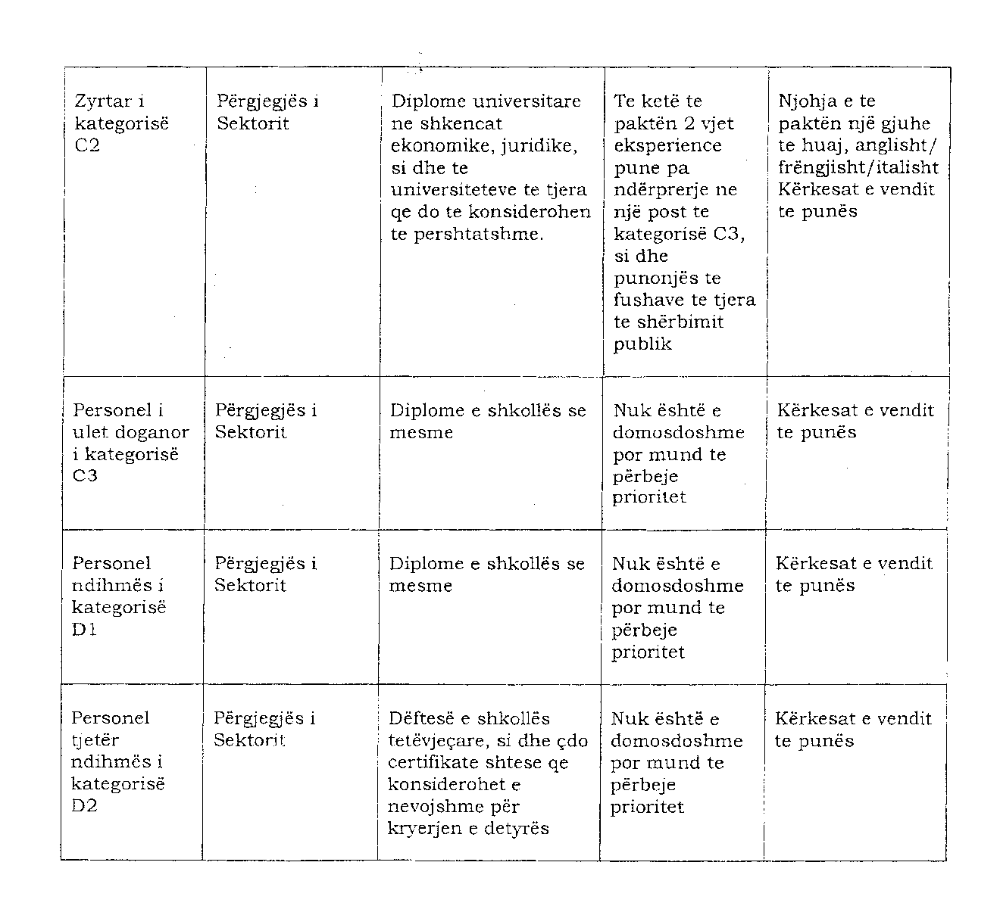 Zyrtar i
kategorisë
C2
Përgjegjës i
Sektorit
Diplome universitare
ne shkencat
ekonomike, juridike,
si dhe te
universiteteve te tjera
qe do te konsiderohen
te pershtatshme.
Te ketë te
paktën 2 vjet
eksperience
pune pa
ndërprerje ne
një post te
kategorisë C3,
si dhe
punonjës te
fushave te tjera
te shërbimit
publik
Njohja e te
paktën një gjuhe
te huaj, anglisht/
frëngjisht/italisht
Kërkesat e vendit
te punës
Personel i
ulet doganor
i kategorisë
C3
Përgjegjës i
Sektorit
Diplome e shkollës se
mesme
Nuk është e
domosdoshme
por mund te
përbeje
prioritet
Kërkesat e vendit
te punës
Personel
ndihmës i
kategorisë
D1
Përgjegjës i
Sektorit
Diplome e shkollës se
mesme
Nuk është e
domosdoshme
por mund te
përbeje
prioritet
Kërkesat e vendit
te punës
Personel
tjetër
ndihmës i
kategorisë
D2
Përgjegjës i
Sektorit
Dëftesë e shkollës
tetëvjeçare, si dhe çdo
certifikate shtese qe
konsiderohet e
nevojshme për
kryerjen e detyrës
Nuk është e
domosdoshme
por mund te
përbeje
prioritet
Kërkesat e vendit
te punës